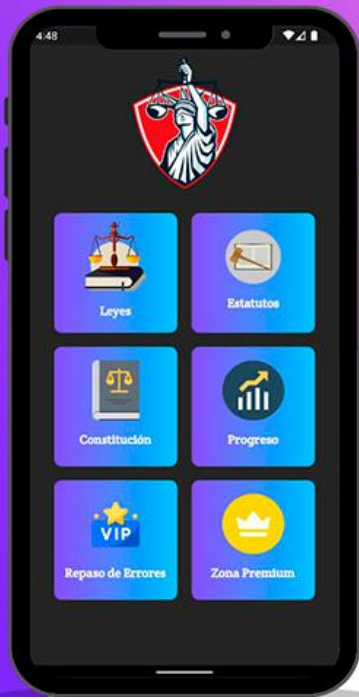 4:48
Leyes
Estatutos
Constitución
Progreso
VIP
Repaso de Errores
Zona Premium